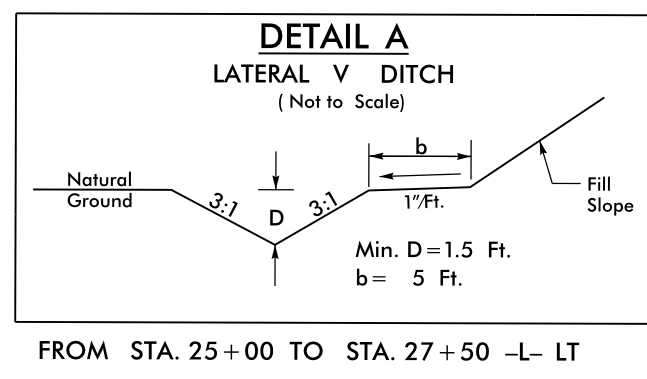 DETAIL A
LATERAL V DITCH
( Not to Scale)
b
Natural
Ground
3:1
D
3:1
1"/Ft.
Fill
Slope
Min. D=1.5 Ft.
b= 5 Ft.
FROM STA. 25+00 TO STA. 27+50 -L- LT